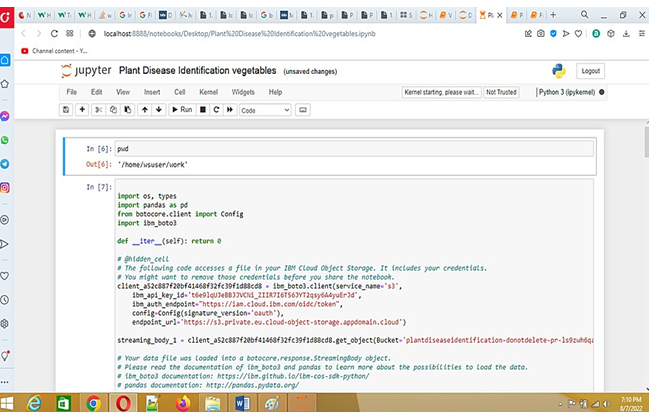 localhost:8888/notebooks/Desktop/Plant%20Disease%20Identification%20vegetables.ipynb
Channel content - Y...
jupyter Plant Disease Identification vegetables (unsaved changes)
Logout
File Edit View Insert Cell Kernel Widgets Help
Kernel starting, please wait... Not Trusted Python 3 (ipykernel)
Run Code
In [6]: pwd
Out[6]: '/home/wsuser/work'
In [7]:
import os, types
import pandas as pd
from botocore.client import Config
import ibm_boto3
def __iter__(self): return 0
# @hidden_cell
# The following code accesses a file in your IBM Cloud Object Storage. It includes your credentials.
# You might want to remove those credentials before you share the notebook.
ibm_boto3.client(service_name='s3',
ibm_auth_endpoint="https://iam.cloud.ibm.com/oidc/token",
config=Config(signature_version='oauth'),
endpoint_url='https://s3.private.eu.cloud-object-storage.appdomain.cloud')
# Your data file was loaded into a botocore.response.StreamingBody object.
# Please read the documentation of ibm_boto3 and pandas to learn more about the possibilities to load the data.
# ibm_boto3 documentation: https://ibm.github.io/ibm-cos-sdk-python/
# pandas documentation: http://pandas.pydata.org/
7:10 PM
8/7/2022